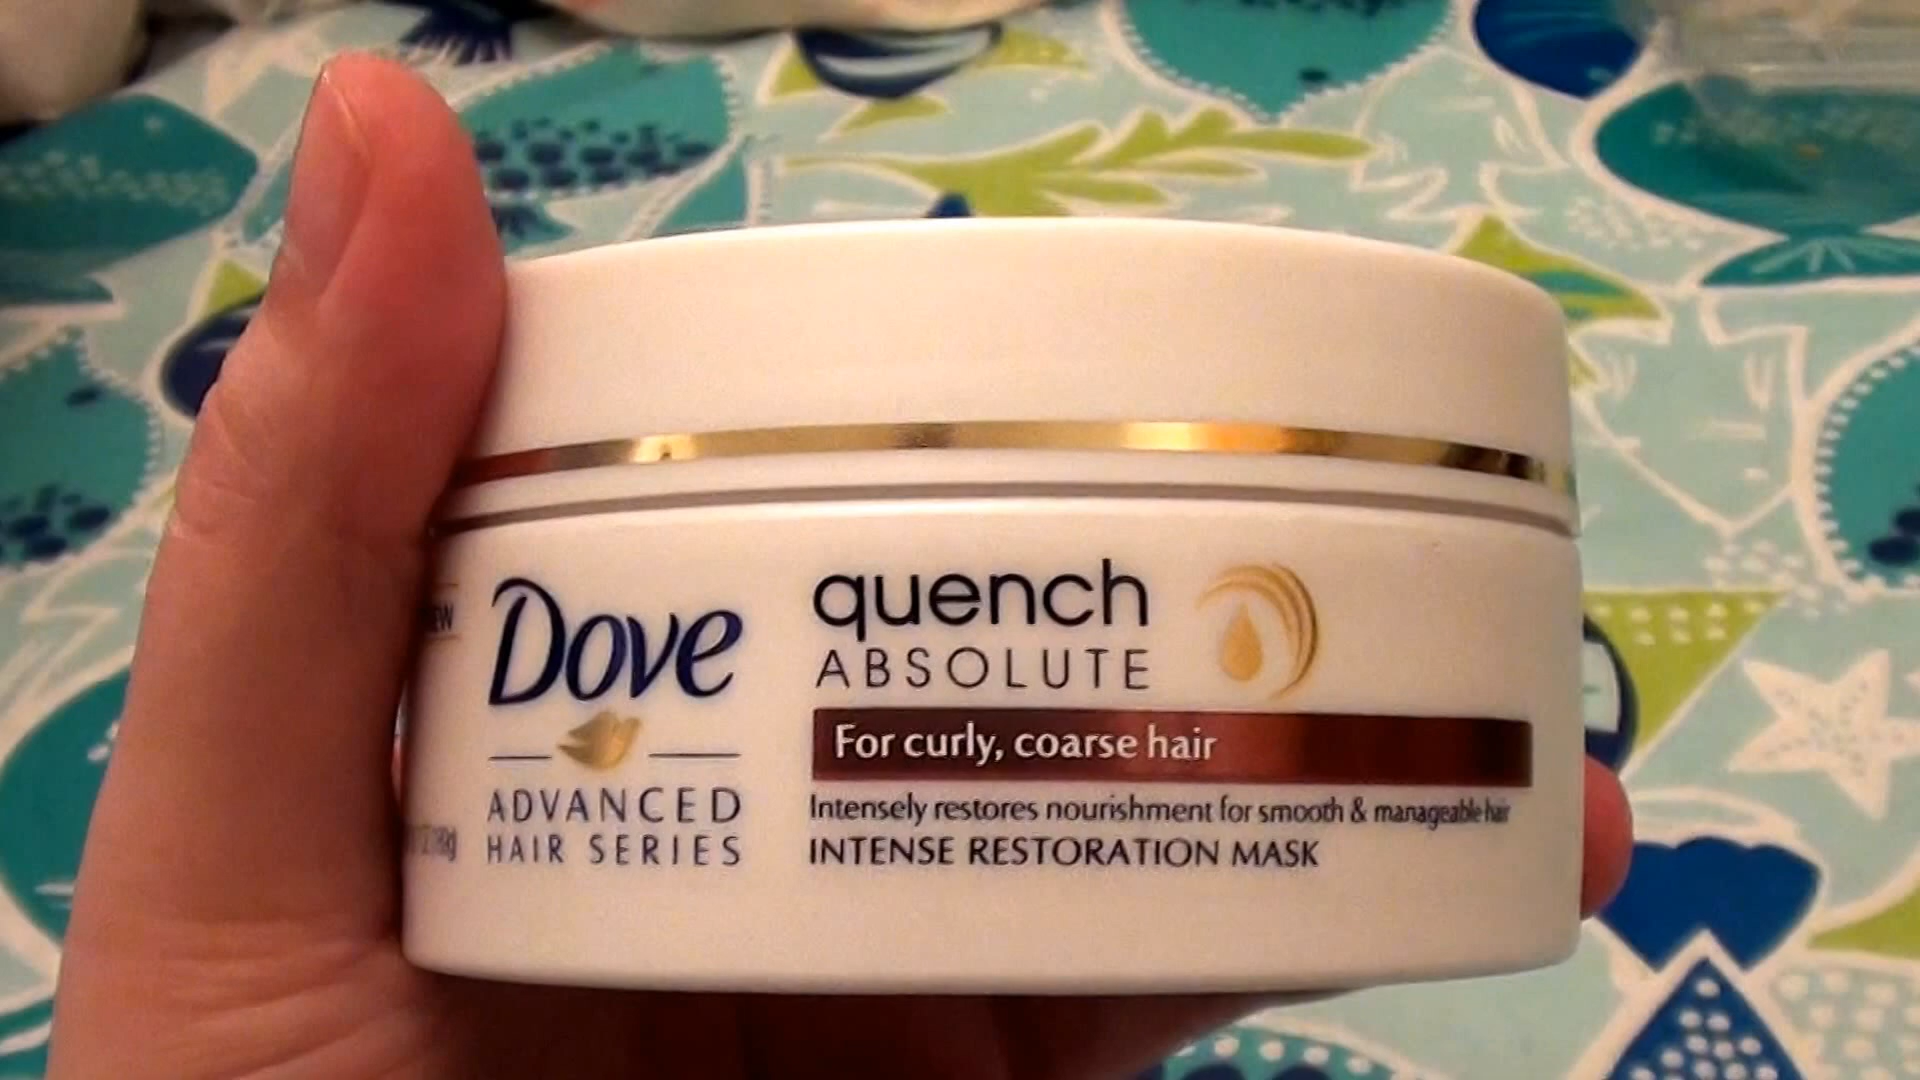 Dove
ADVANCED
HAIR SERIES
quench
ABSOLUTE
For curly, coarse hair
Intensely restores nourishment for smooth & manageable hair
INTENSE RESTORATION MASK